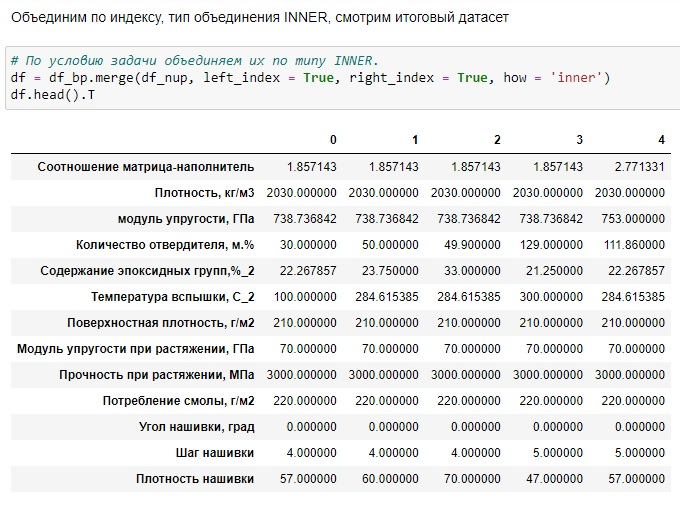 Объединим по индексу, тип объединения INNER, смотрим итоговый датасет
# По условию задачи объединяем их по типу INNER.
df = df_bp.merge(df_nup, left_index = True, right_index = True, how = 'inner')
df.head().T
0 1 2 3 4
Соотношение матрица-наполнитель 1.857143 1.857143 1.857143 1.857143 2.771331
Плотность, кг/м3 2030.000000 2030.000000 2030.000000 2030.000000 2030.000000
модуль упругости, ГПа 738.736842 738.736842 738.736842 738.736842 753.000000
Количество отвердителя, м.% 30.000000 50.000000 49.900000 129.000000 111.860000
Содержание эпоксидных групп,%_2 22.267857 23.750000 33.000000 21.250000 22.267857
Температура вспышки, С_2 100.000000 284.615385 284.615385 300.000000 284.615385
Поверхностная плотность, г/м2 210.000000 210.000000 210.000000 210.000000 210.000000
Модуль упругости при растяжении, ГПа 70.000000 70.000000 70.000000 70.000000 70.000000
Прочность при растяжении, МПа 3000.000000 3000.000000 3000.000000 3000.000000 3000.000000
Потребление смолы, г/м2 220.000000 220.000000 220.000000 220.000000 220.000000
Угол нашивки, град 0.000000 0.000000 0.000000 0.000000 0.000000
Шаг нашивки 4.000000 4.000000 4.000000 5.000000 5.000000
Плотность нашивки 57.000000 60.000000 70.000000 47.000000 57.000000